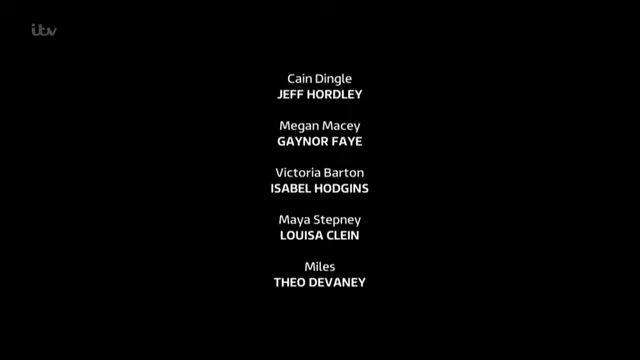 itv
Cain Dingle
JEFF HORDLEY
Megan Macey
GAYNOR FAYE
Victoria Barton
ISABEL HODGINS
Maya Stepney
LOUISA CLEIN
Miles
THEO DEVANEY